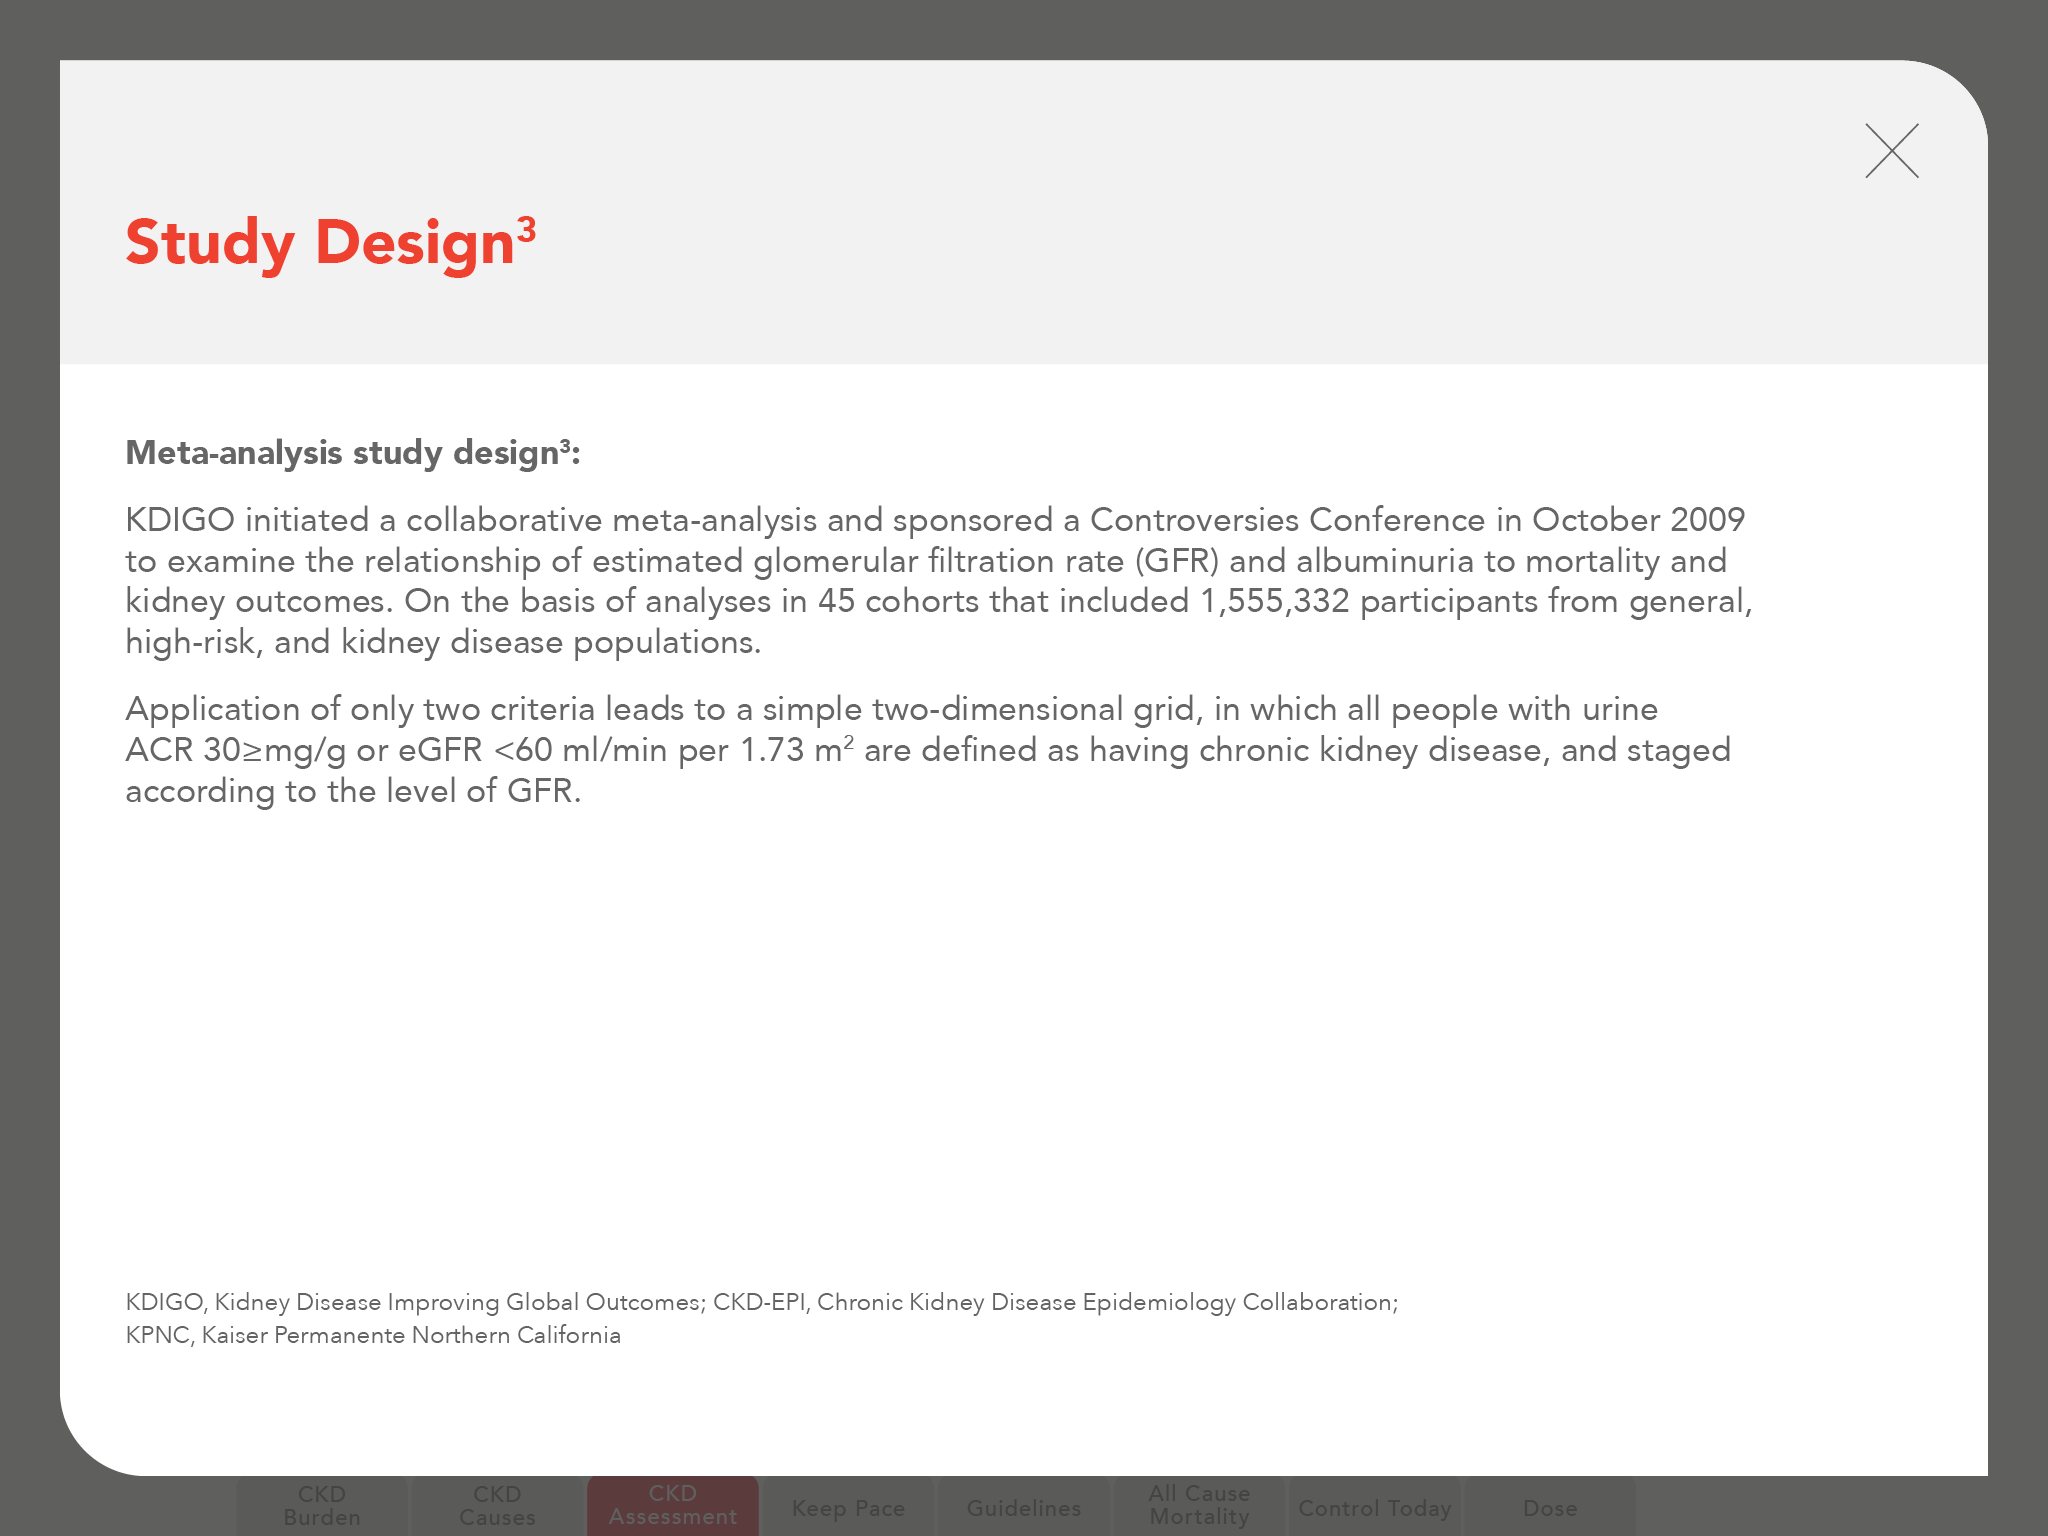 Study Design³
Meta-analysis study design³:
KDIGO initiated a collaborative meta-analysis and sponsored a Controversies Conference in October 2009
to examine the relationship of estimated glomerular filtration rate (GFR) and albuminuria to mortality and
kidney outcomes. On the basis of analyses in 45 cohorts that included 1,555,332 participants from general,
high-risk, and kidney disease populations.
Application of only two criteria leads to a simple two-dimensional grid, in which all people with urine
ACR 30≥mg/g or eGFR <60 ml/min per 1.73 m² are defined as having chronic kidney disease, and staged
according to the level of GFR.
KDIGO, Kidney Disease Improving Global Outcomes; CKD-EPI, Chronic Kidney Disease Epidemiology Collaboration;
KPNC, Kaiser Permanente Northern California
CKD
Burden
CKD
Causes
CKD
Assessment
Keep Pace
Guidelines
All Cause
Mortality
Control Today
Dose